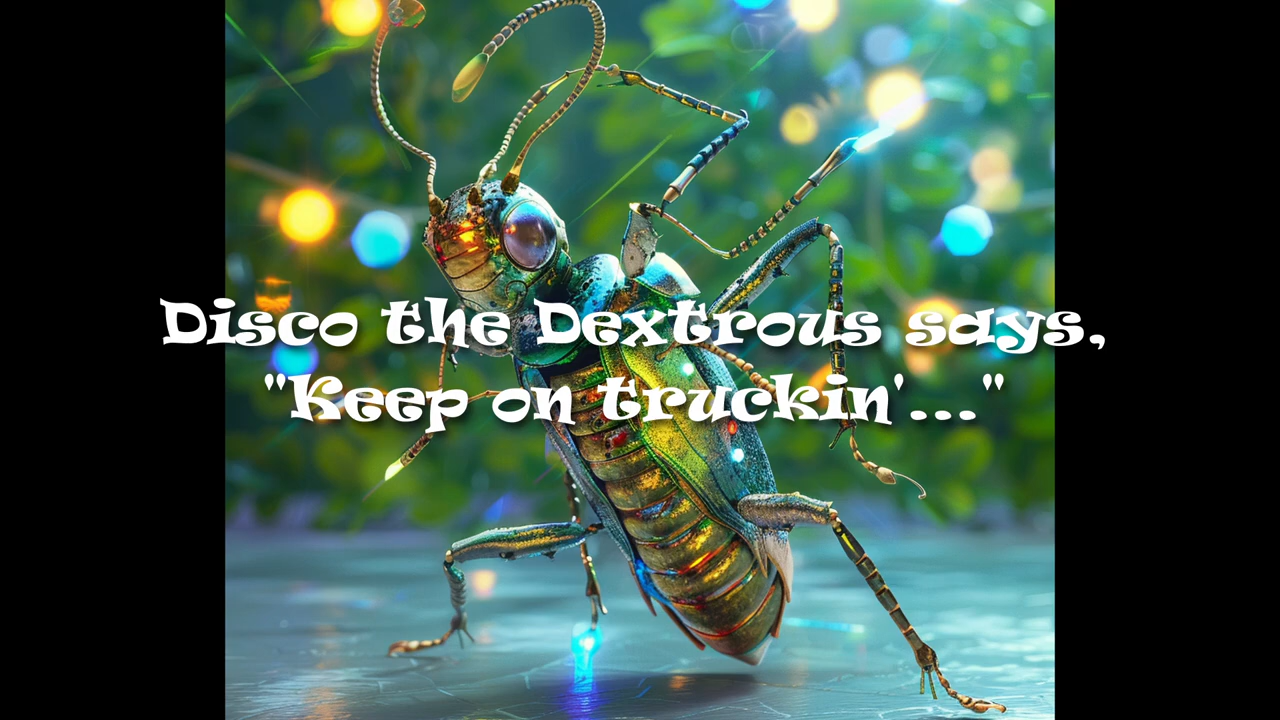 Disco the Dextrous says,
"Keep on truckin'..."